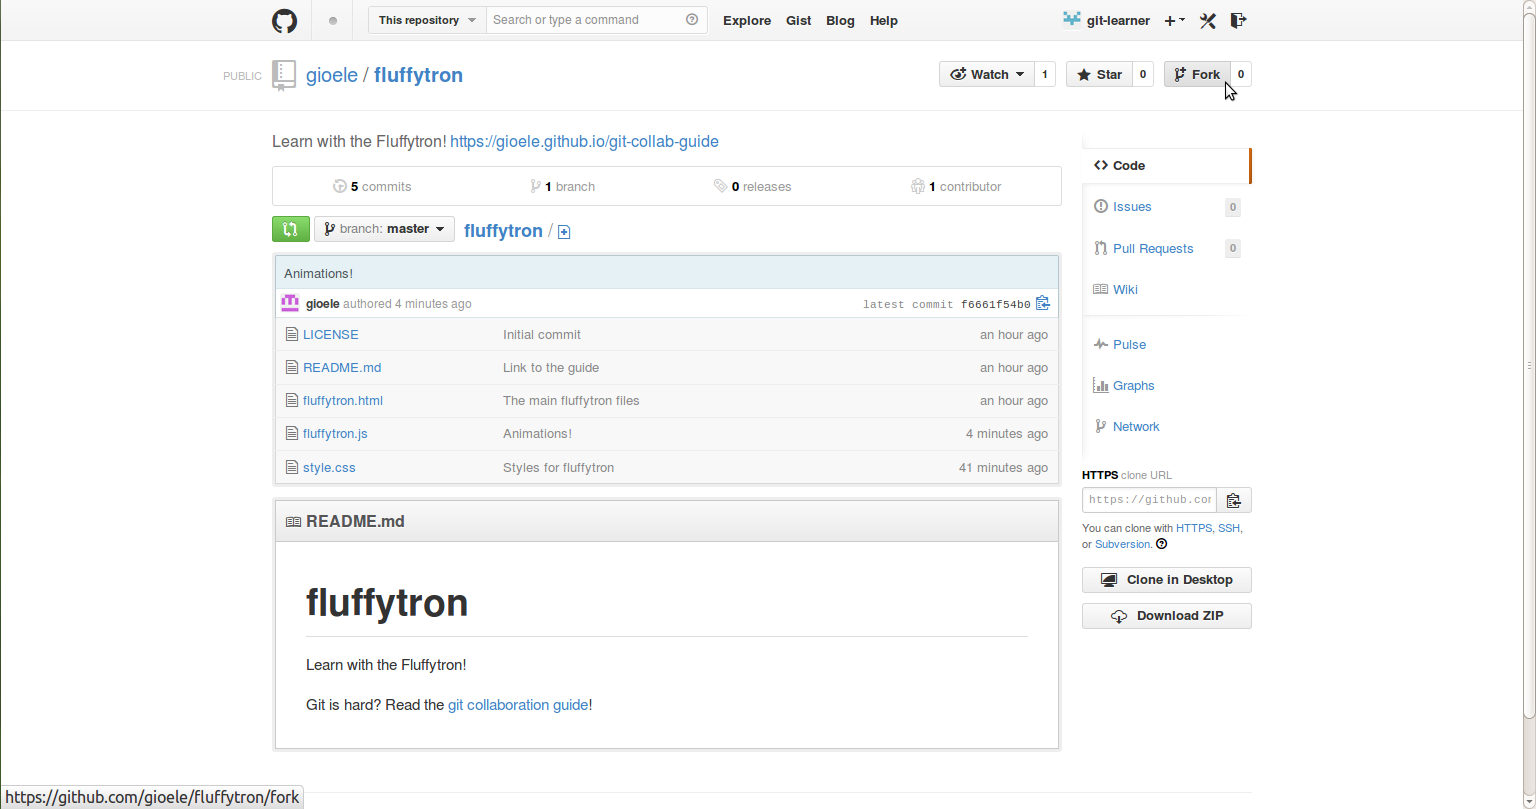 This repository Search or type a command Explore Gist Blog Help git-learner
PUBLIC gioele / fluffytron Watch 1 Star 0 Fork 0
Learn with the Fluffytron! https://gioele.github.io/git-collab-guide
5 commits 1 branch 0 releases 1 contributor
branch: master fluffytron /
Animations!
gioele authored 4 minutes ago latest commit f6661f54b0
LICENSE Initial commit an hour ago
README.md Link to the guide an hour ago
fluffytron.html The main fluffytron files an hour ago
fluffytron.js Animations! 4 minutes ago
style.css Styles for fluffytron 41 minutes ago
README.md
fluffytron
Learn with the Fluffytron!
Git is hard? Read the git collaboration guide!
Code
Issues 0
Pull Requests 0
Wiki
Pulse
Graphs
Network
HTTPS clone URL
https://github.com
You can clone with HTTPS, SSH,
or Subversion.
Clone in Desktop
Download ZIP
https://github.com/gioele/fluffytron/fork